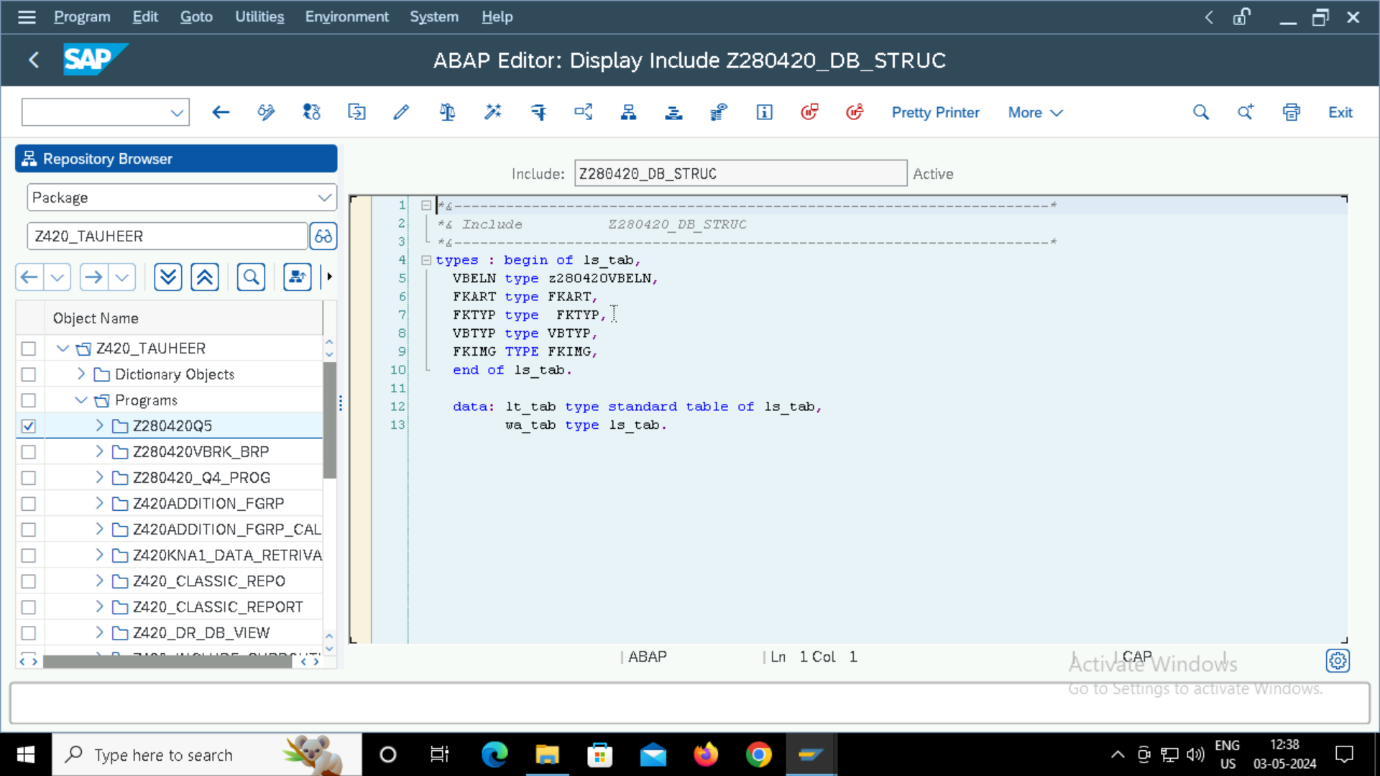 Program Edit Goto Utilities Environment System Help
SAP
ABAP Editor: Display Include Z280420_DB_STRUC
Pretty Printer More Exit
Repository Browser
Package
Z420_TAUHEER
Object Name
Z420_TAUHEER
Dictionary Objects
Programs
Z280420Q5
Z280420VBRK_BRP
Z280420_Q4_PROG
Z420ADDITION_FGRP
Z420ADDITION_FGRP_CAL
Z420KNA1_DATA_RETRIVA
Z420_CLASSIC_REPO
Z420_CLASSIC_REPORT
Z420_DR_DB_VIEW
Include: Z280420_DB_STRUC Active
1 *&---------------------------------------------------------------------*
2 *& Include Z280420_DB_STRUC
3 *&---------------------------------------------------------------------*
4 types : begin of ls_tab,
5 VBELN type z280420VBELN,
6 FKART type FKART,
7 FKTYP type FKTYP,
8 VBTYP type VBTYP,
9 FKIMG TYPE FKIMG,
10 end of ls_tab.
11
12 data: lt_tab type standard table of ls_tab,
13 wa_tab type ls_tab.
ABAP Ln 1 Col 1 CAP
Activate Windows
Go to Settings to activate Windows.
Type here to search
ENG
US
12:38
03-05-2024